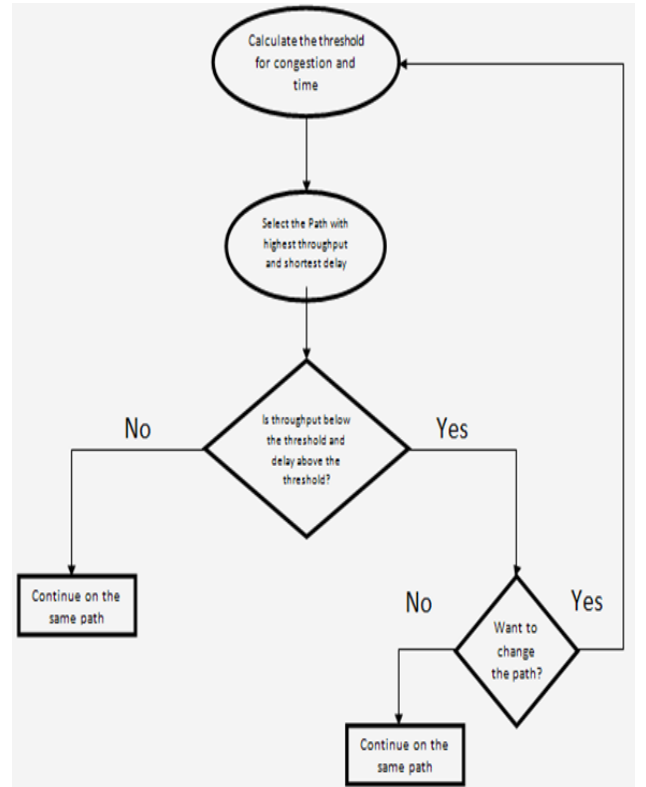 Calculate the threshold
for congestion and
time
Select the Path with
highest throughput
and shortest delay
Is throughput below
the threshold and
delay above the
threshold?
No
Yes
Continue on the
same path
Want to
change
the path?
No
Yes
Continue on the
same path